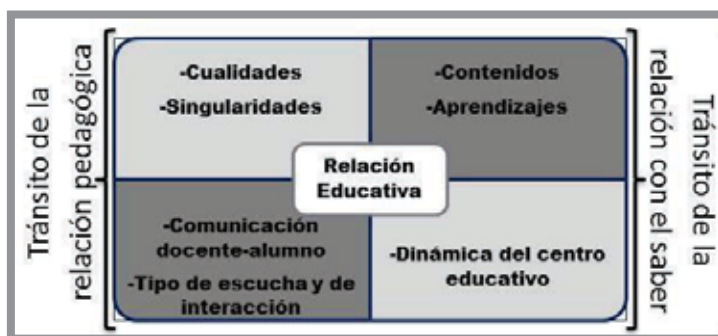 Tránsito de la
relación pedagógica
-Cualidades
-Singularidades
-Contenidos
-Aprendizajes
Relación
Educativa
-Comunicación
docente-alumno
-Tipo de escucha y de
interacción
-Dinámica del centro
educativo
Tránsito de la
relación con el saber